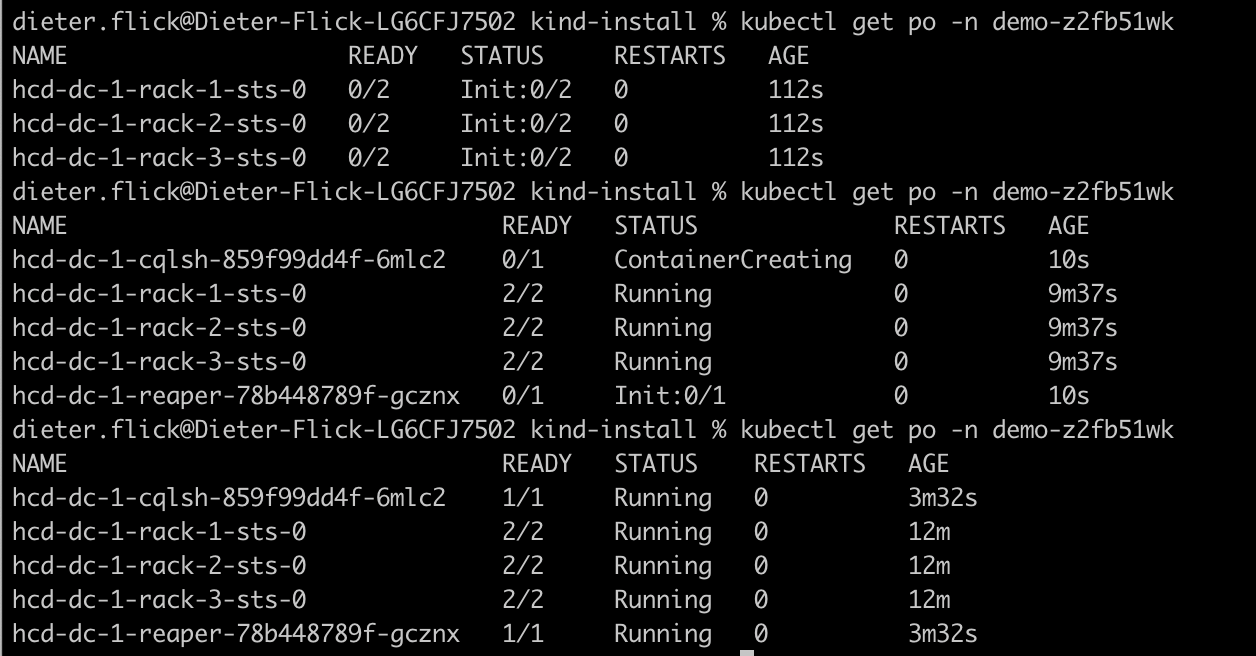 dieter.flick@Dieter-Flick-LG6CFJ7502 kind-install % kubectl get po -n demo-z2fb51wk
NAME                    READY   STATUS     RESTARTS   AGE
hcd-dc-1-rack-1-sts-0   0/2     Init:0/2   0          112s
hcd-dc-1-rack-2-sts-0   0/2     Init:0/2   0          112s
hcd-dc-1-rack-3-sts-0   0/2     Init:0/2   0          112s
dieter.flick@Dieter-Flick-LG6CFJ7502 kind-install % kubectl get po -n demo-z2fb51wk
NAME                               READY   STATUS              RESTARTS   AGE
hcd-dc-1-cqlsh-859f99dd4f-6mlc2    0/1     ContainerCreating   0          10s
hcd-dc-1-rack-1-sts-0              2/2     Running             0          9m37s
hcd-dc-1-rack-2-sts-0              2/2     Running             0          9m37s
hcd-dc-1-rack-3-sts-0              2/2     Running             0          9m37s
hcd-dc-1-reaper-78b448789f-gcznx   0/1     Init:0/1            0          10s
dieter.flick@Dieter-Flick-LG6CFJ7502 kind-install % kubectl get po -n demo-z2fb51wk
NAME                               READY   STATUS    RESTARTS   AGE
hcd-dc-1-cqlsh-859f99dd4f-6mlc2    1/1     Running   0          3m32s
hcd-dc-1-rack-1-sts-0              2/2     Running   0          12m
hcd-dc-1-rack-2-sts-0              2/2     Running   0          12m
hcd-dc-1-rack-3-sts-0              2/2     Running   0          12m
hcd-dc-1-reaper-78b448789f-gcznx   1/1     Running   0          3m32s